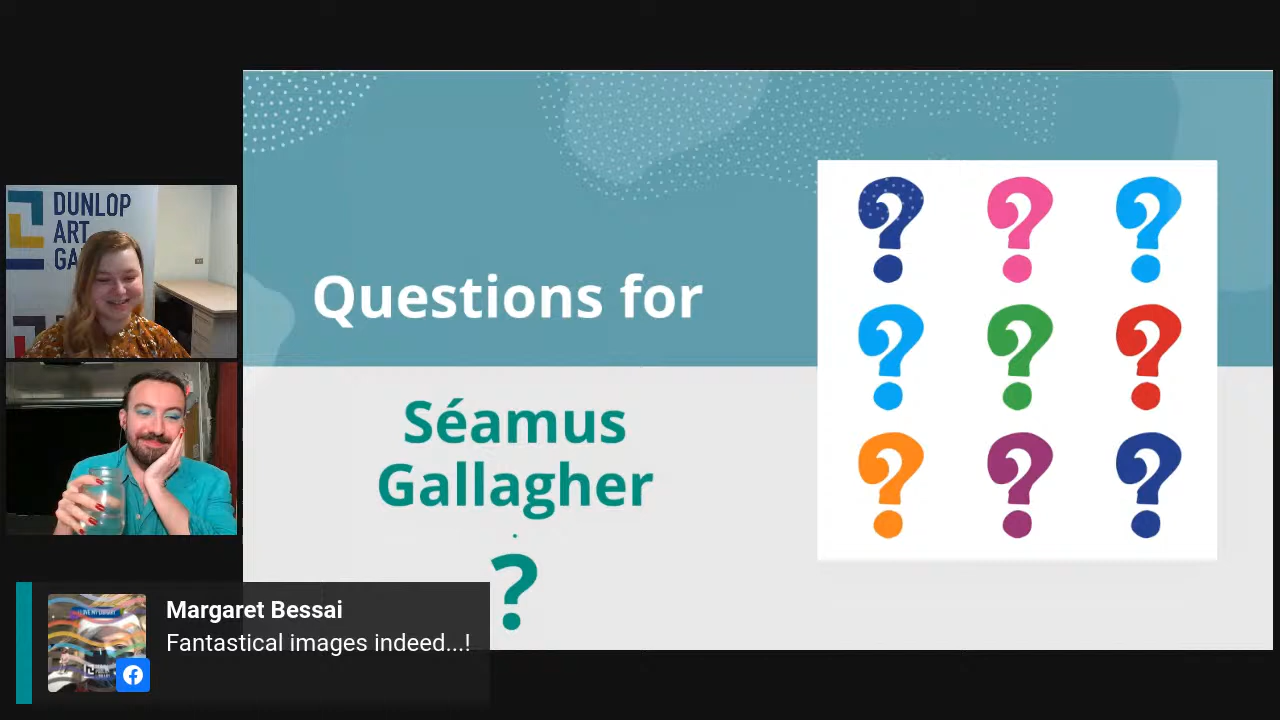 DUNLOP
ART
GA
Questions for
Séamus
Gallagher
?
Margaret Bessai
Fantastical images indeed...!